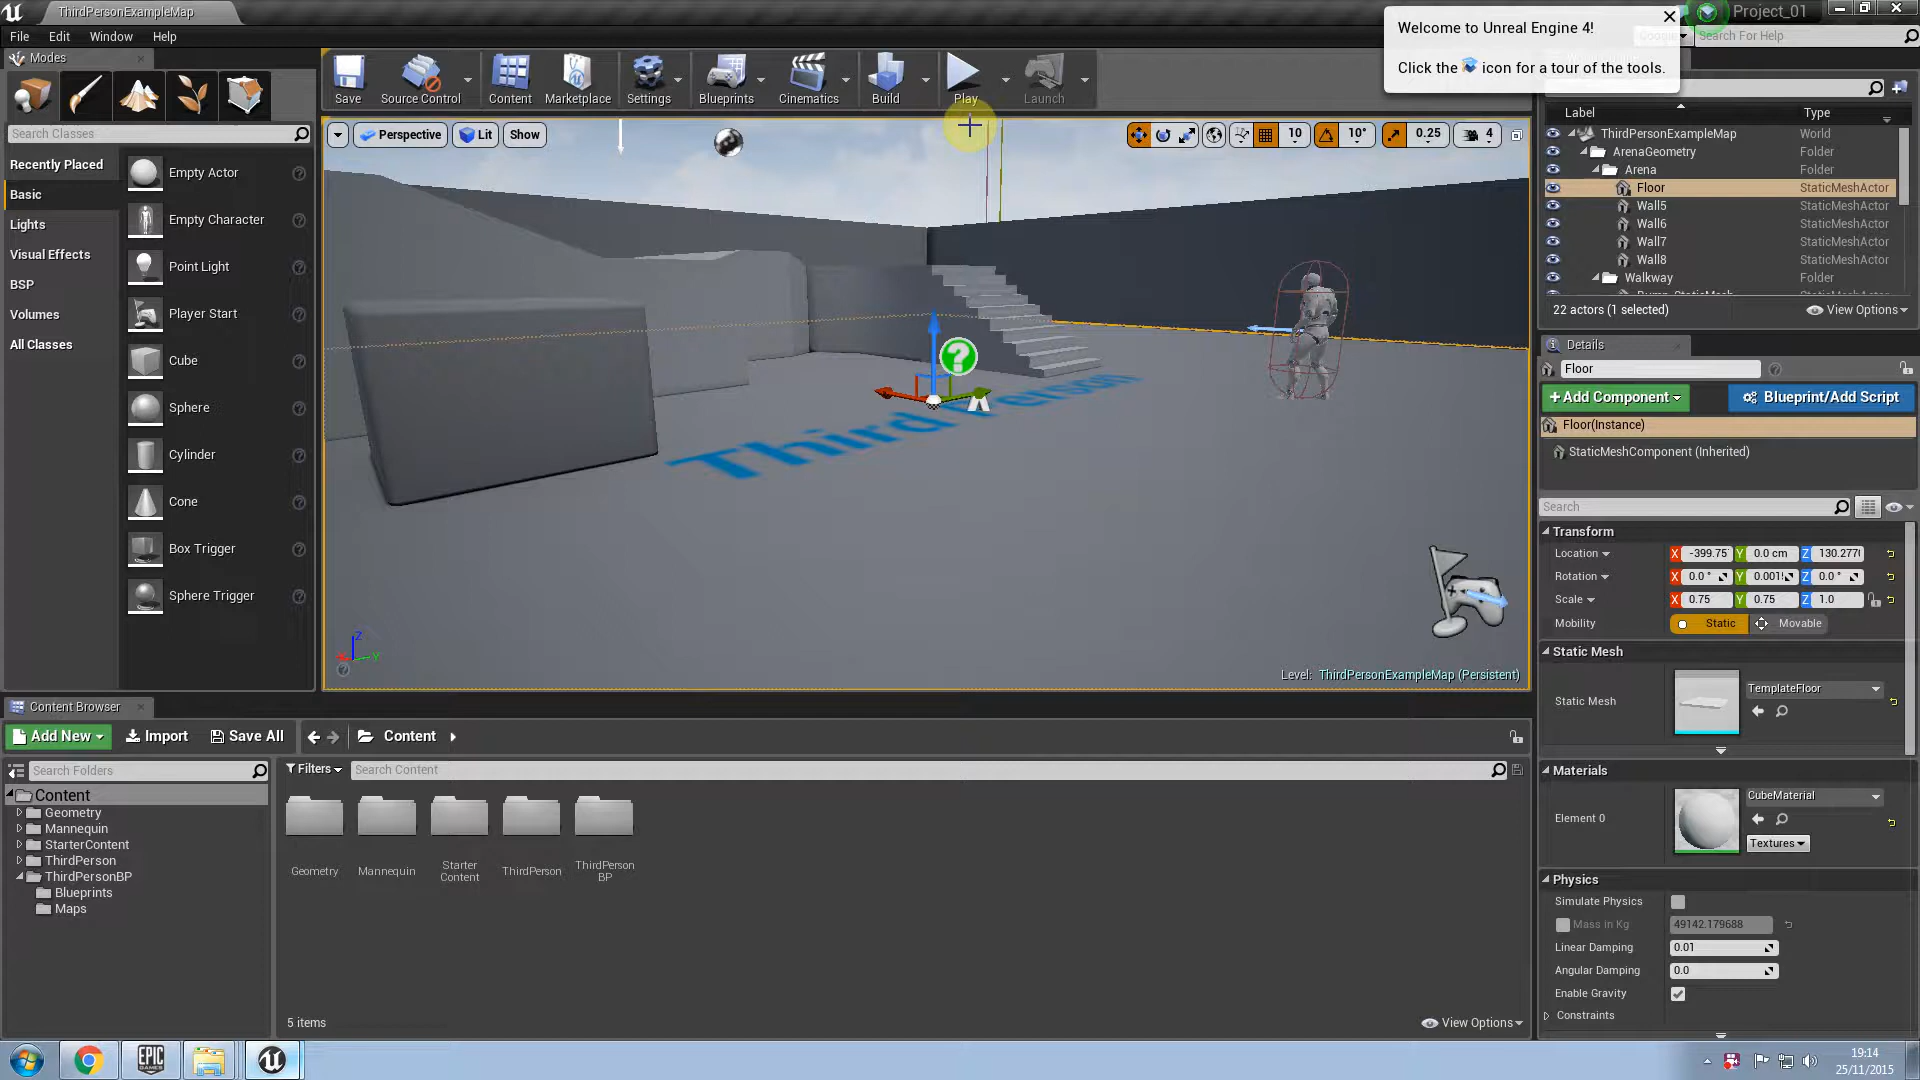 ThirdPersonExampleMap
Project_01
File Edit Window Help
Search For Help
Welcome to Unreal Engine 4!
Click the icon for a tour of the tools.
Modes
Save
Source Control
Content
Marketplace
Settings
Blueprints
Cinematics
Build
Play
Launch
Search Classes
Recently Placed
Basic
Lights
Visual Effects
BSP
Volumes
All Classes
Empty Actor
Empty Character
Point Light
Player Start
Cube
Sphere
Cylinder
Cone
Box Trigger
Sphere Trigger
Perspective
Lit
Show
10
10°
0.25
4
Third Person
Z
X
Y
Level: ThirdPersonExampleMap (Persistent)
Label Type
ThirdPersonExampleMap World
ArenaGeometry Folder
Arena Folder
Floor StaticMeshActor
Wall5 StaticMeshActor
Wall6 StaticMeshActor
Wall7 StaticMeshActor
Wall8 StaticMeshActor
Walkway Folder
22 actors (1 selected)
View Options
Details
Floor
+Add Component
Blueprint/Add Script
Floor(Instance)
StaticMeshComponent (Inherited)
Search
Transform
Location X -399.75 Y 0.0 cm Z 130.277
Rotation X 0.0 ° Y 0.001 Z 0.0 °
Scale X 0.75 Y 0.75 Z 1.0
Mobility Static Movable
Static Mesh
Static Mesh TemplateFloor
Materials
Element 0 CubeMaterial
Textures
Physics
Simulate Physics
Mass in Kg 49142.179688
Linear Damping 0.01
Angular Damping 0.0
Enable Gravity
Constraints
Content Browser
Add New
Import
Save All
Content
Search Folders
Filters
Search Content
Content
Geometry
Mannequin
StarterContent
ThirdPerson
ThirdPersonBP
Blueprints
Maps
Geometry
Mannequin
Starter
Content
ThirdPerson
ThirdPerson
BP
5 items
View Options
EPIC
GAMES
19:14
25/11/2015